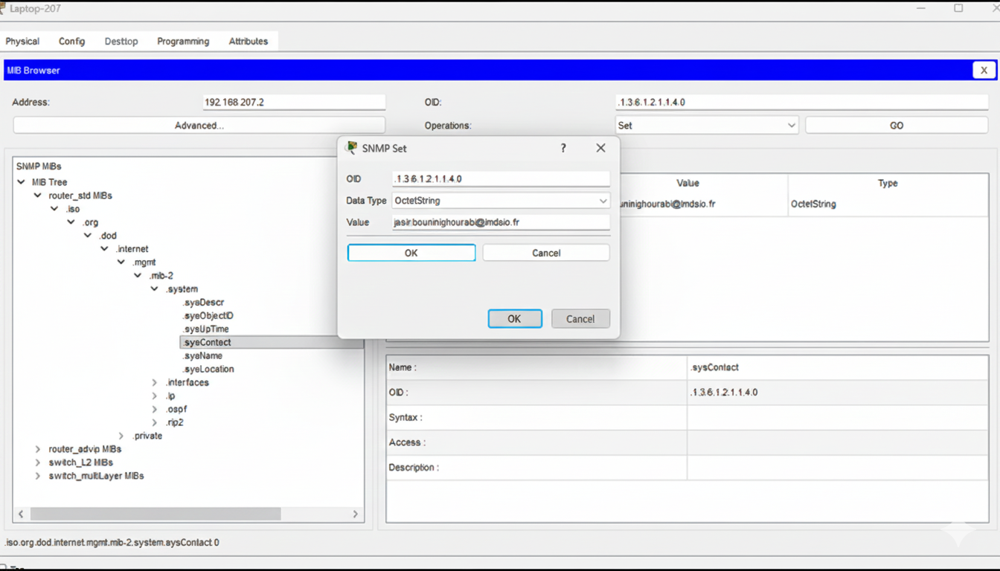 Laptop-207
Physical Config Desttop Programming Attributes
MIB Browser X
Address: 192.168.207.2 OID: .1.3.6.1.2.1.1.4.0
Advanced... Operations: Set GO
SNMP Set ? ✕
OID .1.3.6.1.2.1.1.4.0
Data Type OctetString
Value jasir.bouninighourabi@lmdsio.fr
OK Cancel
OK Cancel
SNMP MIBs
MIB Tree
router_std MIBs
.iso
.org
.dod
.internet
.mgmt
.mib-2
.system
.sysDescr
.syeObjectID
.sysUpTime
.syeContect
.syaName
.syeLocation
.interfaces
.ip
.ospf
.rip2
.private
router_advip MIBs
switch_L2 MIBs
switch_multiLayer MIBs
Value Type
uninighourabi@lmdsio.fr OctetString
Name : .sysContact
OID : .1.3.6.1.2.1.1.4.0
Syntax :
Access :
Description :
.iso.org.dod.internet.mgmt.mib-2.system.sysContact 0